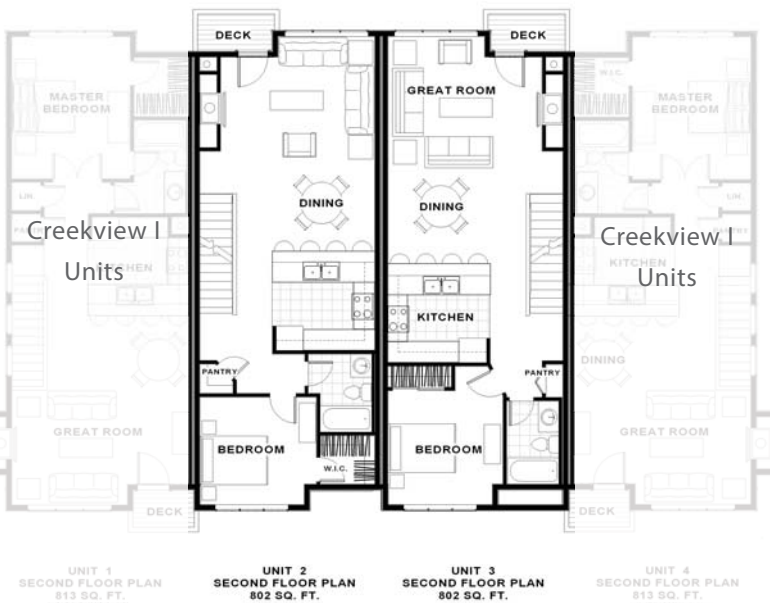 DECK
DECK
MASTER
BEDROOM
W.I.C.
GREAT ROOM
W.I.C.
MASTER
BEDROOM
LIN.
DINING
DINING
LIN.
PANTRY
Creekview I
Units
KITCHEN
PANTRY
Creekview I
Units
KITCHEN
KITCHEN
DINING
PANTRY
PANTRY
GREAT ROOM
BEDROOM
W.I.C.
BEDROOM
GREAT ROOM
DECK
DECK
UNIT 1
SECOND FLOOR PLAN
813 SQ. FT.
UNIT 2
SECOND FLOOR PLAN
802 SQ. FT.
UNIT 3
SECOND FLOOR PLAN
802 SQ. FT.
UNIT 4
SECOND FLOOR PLAN
813 SQ. FT.